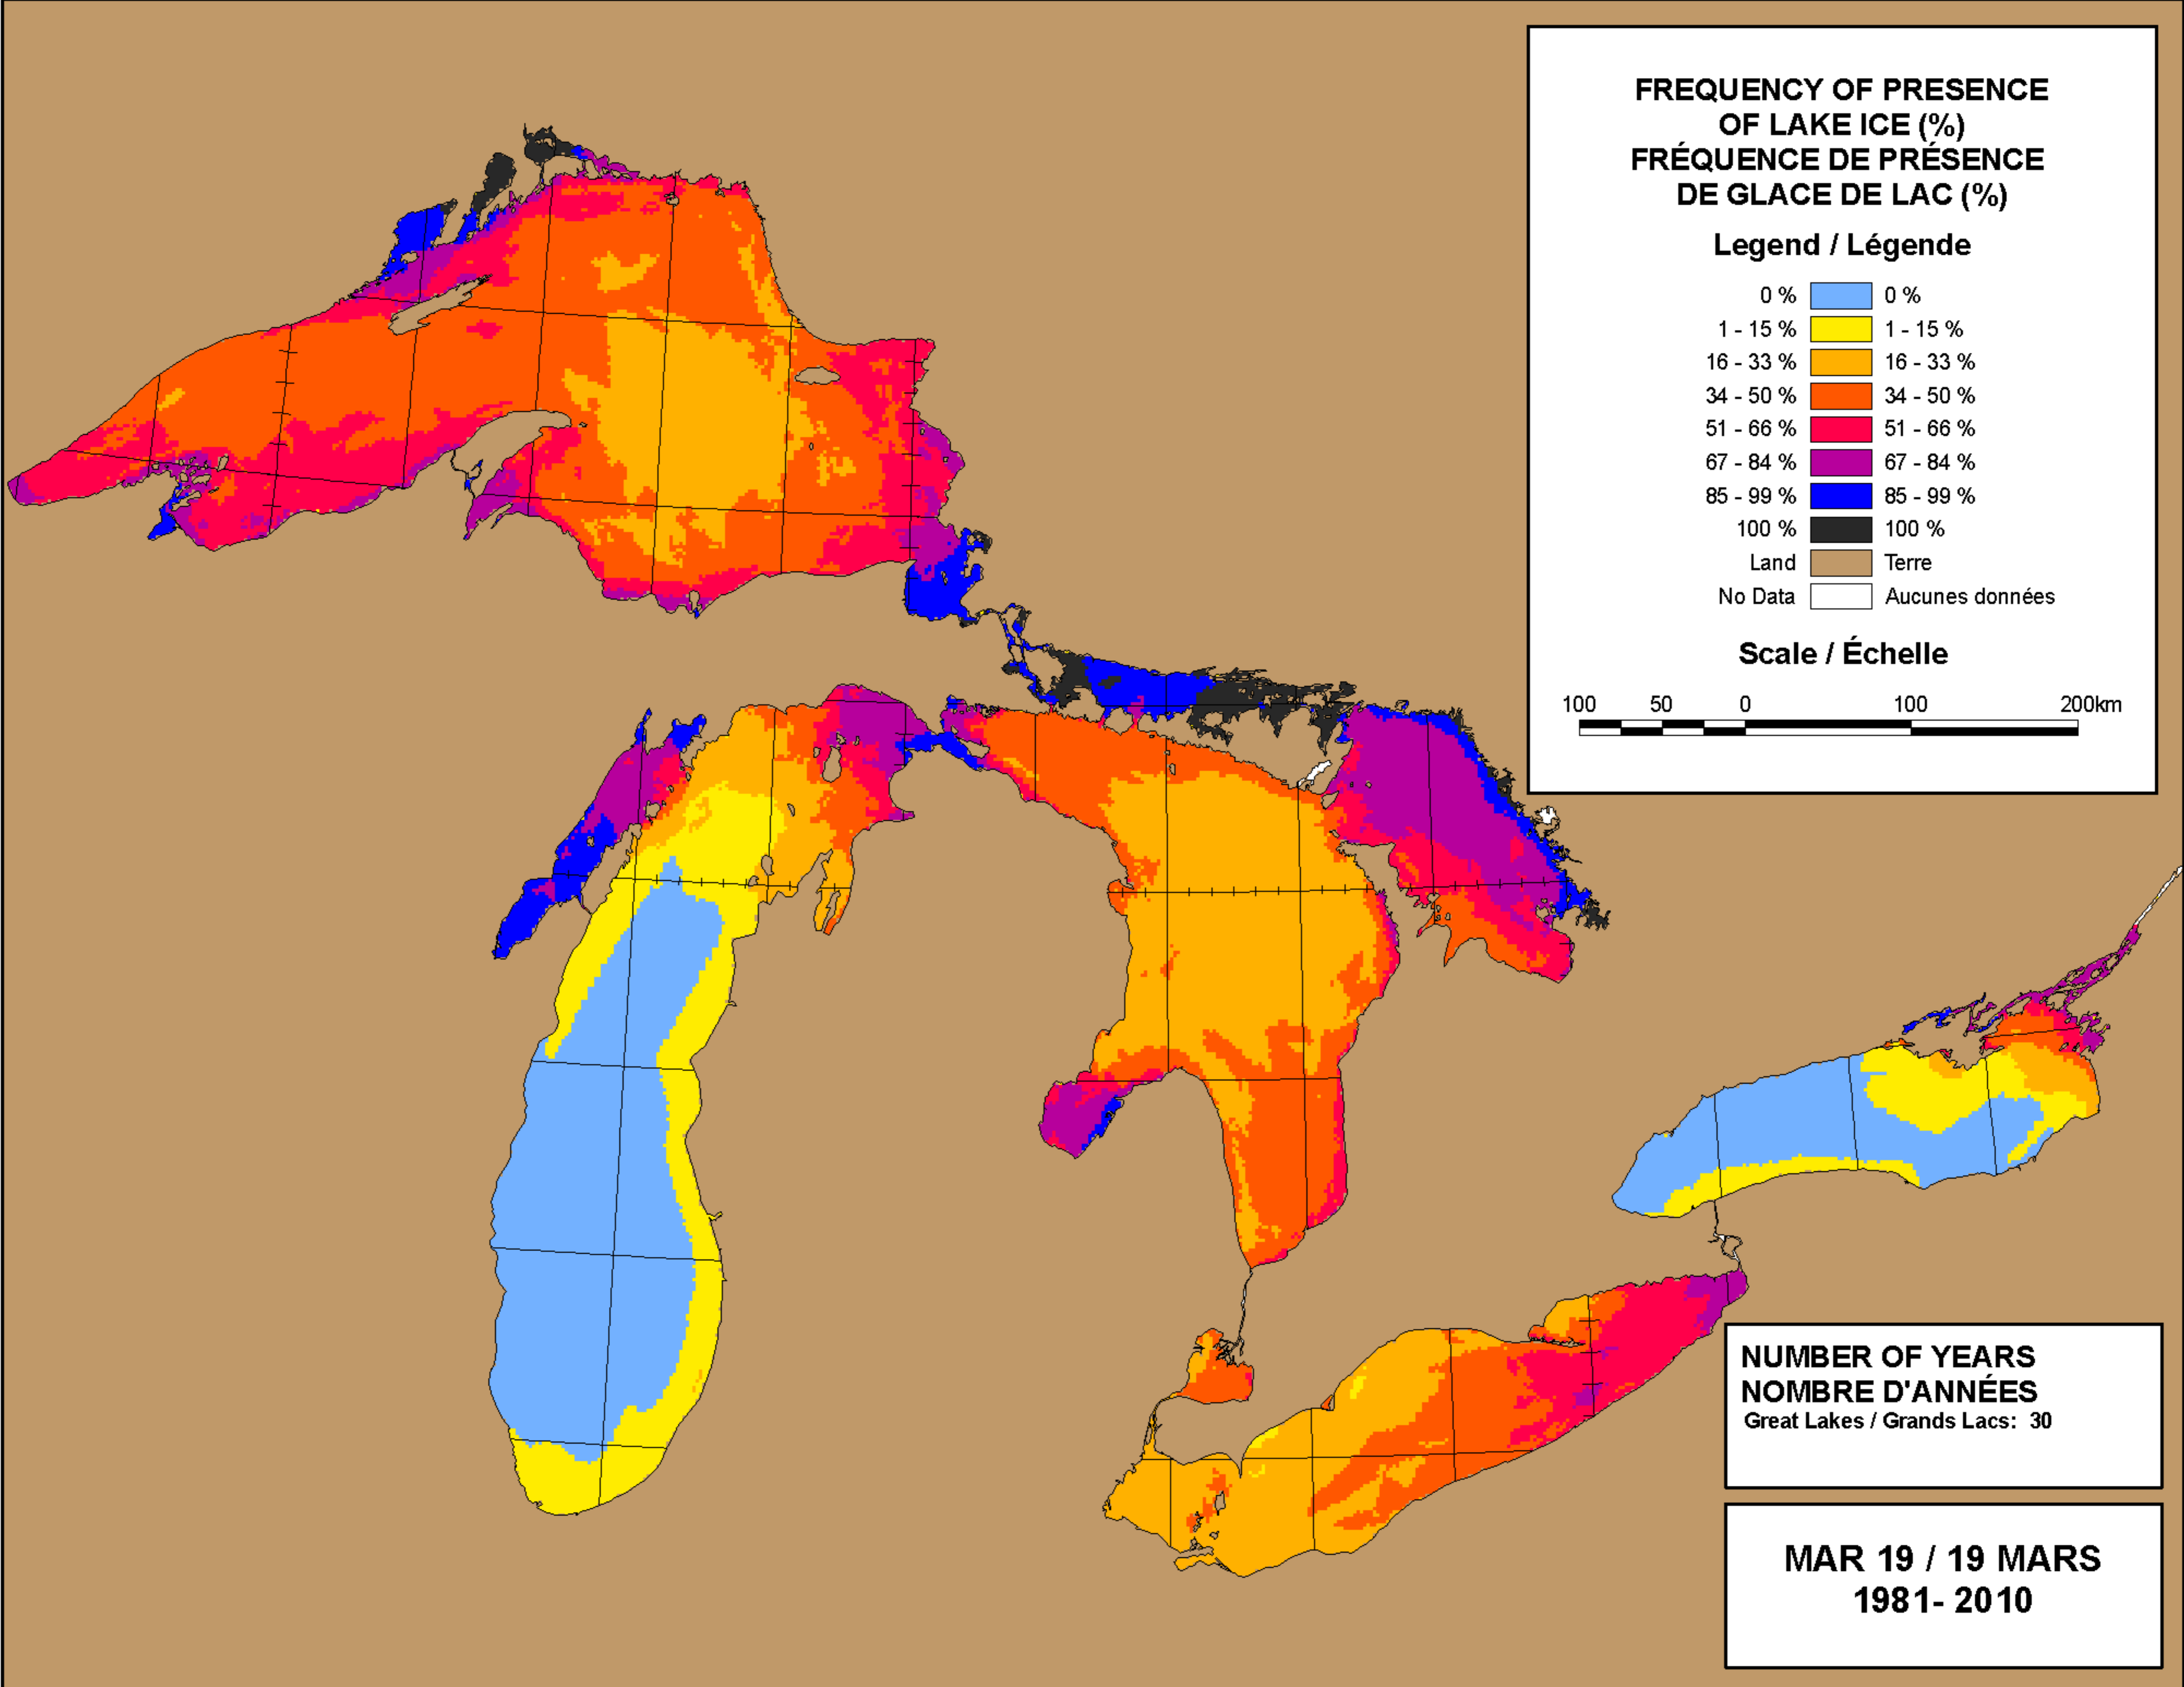 FREQUENCY OF PRESENCE
OF LAKE ICE (%)
FRÉQUENCE DE PRÉSENCE
DE GLACE DE LAC (%)
Legend / Légende
0 % 0 %
1 - 15 % 1 - 15 %
16 - 33 % 16 - 33 %
34 - 50 % 34 - 50 %
51 - 66 % 51 - 66 %
67 - 84 % 67 - 84 %
85 - 99 % 85 - 99 %
100 % 100 %
Land Terre
No Data Aucunes données
Scale / Échelle
100 50 0 100 200km
NUMBER OF YEARS
NOMBRE D'ANNÉES
Great Lakes / Grands Lacs: 30
MAR 19 / 19 MARS
1981- 2010